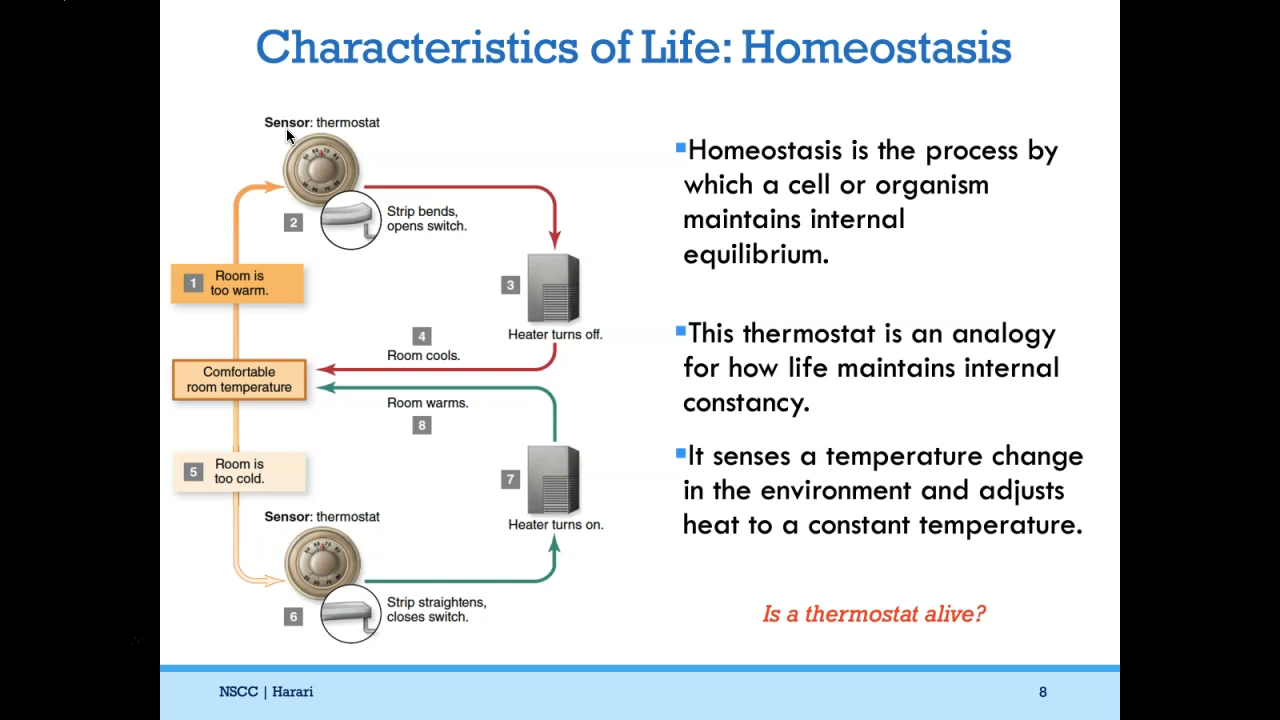 Characteristics of Life: Homeostasis
Sensor: thermostat
2
Strip bends,
opens switch.
1
Room is
too warm.
3
Heater turns off.
4
Room cools.
Comfortable
room temperature
Room warms.
8
5
Room is
too cold.
7
Heater turns on.
Sensor: thermostat
6
Strip straightens,
closes switch.
▪Homeostasis is the process by
which a cell or organism
maintains internal
equilibrium.
▪This thermostat is an analogy
for how life maintains internal
constancy.
▪It senses a temperature change
in the environment and adjusts
heat to a constant temperature.
Is a thermostat alive?
NSCC | Harari
8